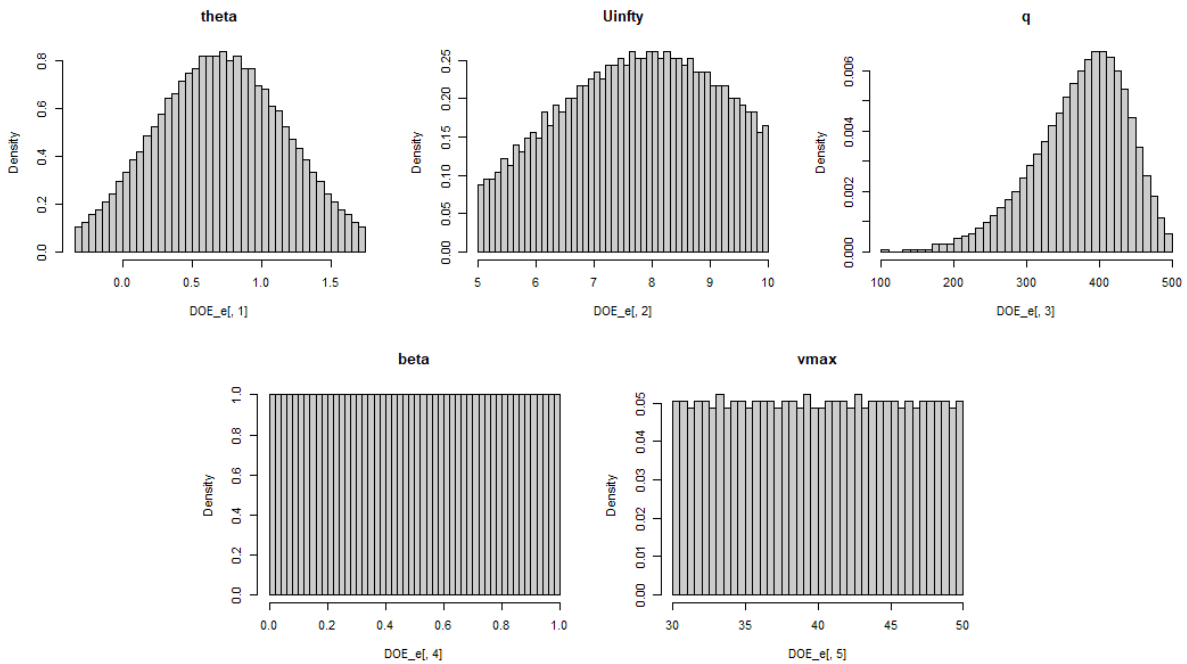 theta
Density
0.0 0.2 0.4 0.6 0.8
0.0 0.5 1.0 1.5
DOE_e[, 1]
Uinfty
Density
0.00 0.05 0.10 0.15 0.20 0.25
5 6 7 8 9 10
DOE_e[, 2]
q
Density
0.000 0.002 0.004 0.006
100 200 300 400 500
DOE_e[, 3]
beta
Density
0.0 0.2 0.4 0.6 0.8 1.0
0.0 0.2 0.4 0.6 0.8 1.0
DOE_e[, 4]
vmax
Density
0.00 0.01 0.02 0.03 0.04 0.05
30 35 40 45 50
DOE_e[, 5]